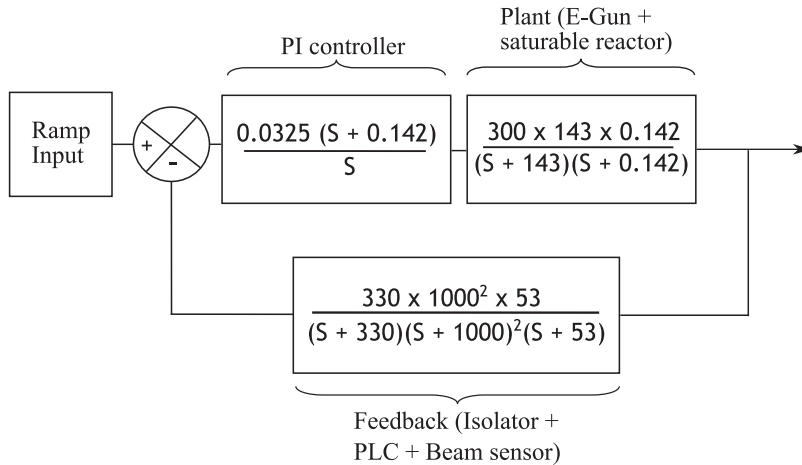 PI controller
Plant (E-Gun +
saturable reactor)
Ramp
Input
+
-
0.0325 (S + 0.142)
S
300 x 143 x 0.142
(S + 143)(S + 0.142)
330 x 1000² x 53
(S + 330)(S + 1000)²(S + 53)
Feedback (Isolator +
PLC + Beam sensor)